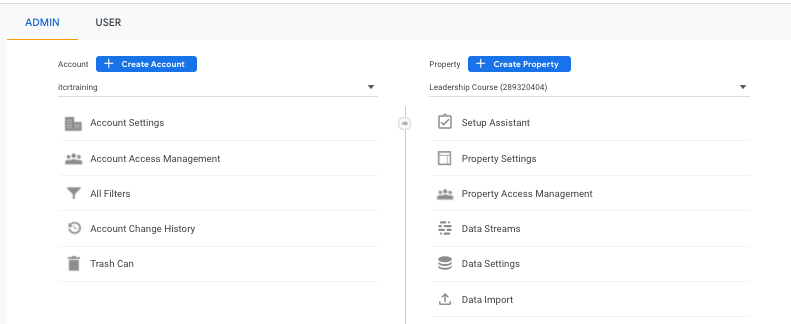 ADMIN
USER
Account
Create Account
itcrtraining
Account Settings
Account Access Management
All Filters
Account Change History
Trash Can
Property
Create Property
Leadership Course (289320404)
Setup Assistant
Property Settings
Property Access Management
Data Streams
Data Settings
Data Import